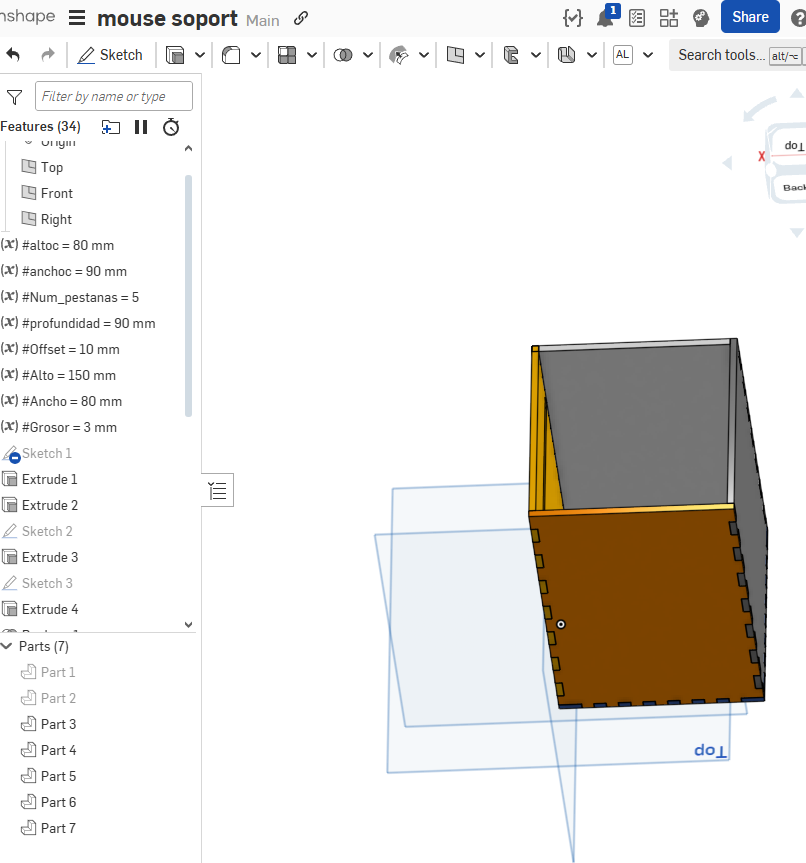 nshape
mouse soport Main
1
Share
Sketch
AL
Search tools... alt/~
Filter by name or type
Features (34)
Origin
Top
Front
Right
(x) #altoc = 80 mm
(x) #anchoc = 90 mm
(x) #Num_pestanas = 5
(x) #profundidad = 90 mm
(x) #Offset = 10 mm
(x) #Alto = 150 mm
(x) #Ancho = 80 mm
(x) #Grosor = 3 mm
Sketch 1
Extrude 1
Extrude 2
Sketch 2
Extrude 3
Sketch 3
Extrude 4
Parts (7)
Part 1
Part 2
Part 3
Part 4
Part 5
Part 6
Part 7
Top
X
Back
Top